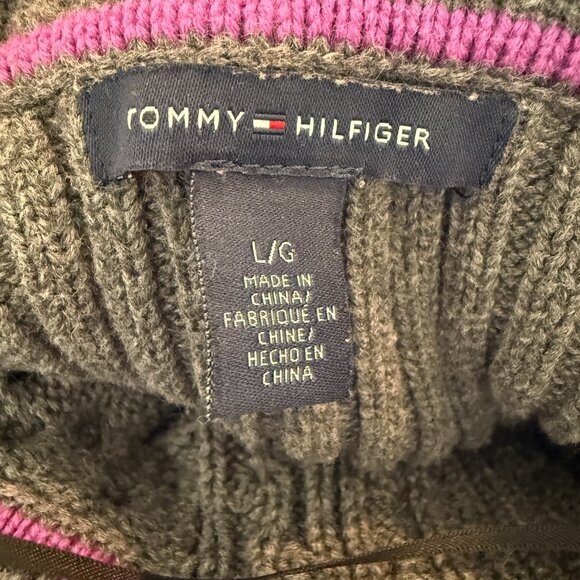 TOMMY HILFIGER
L/G
MADE IN
CHINA/
FABRIQUÉ EN
CHINE/
HECHO EN
CHINA